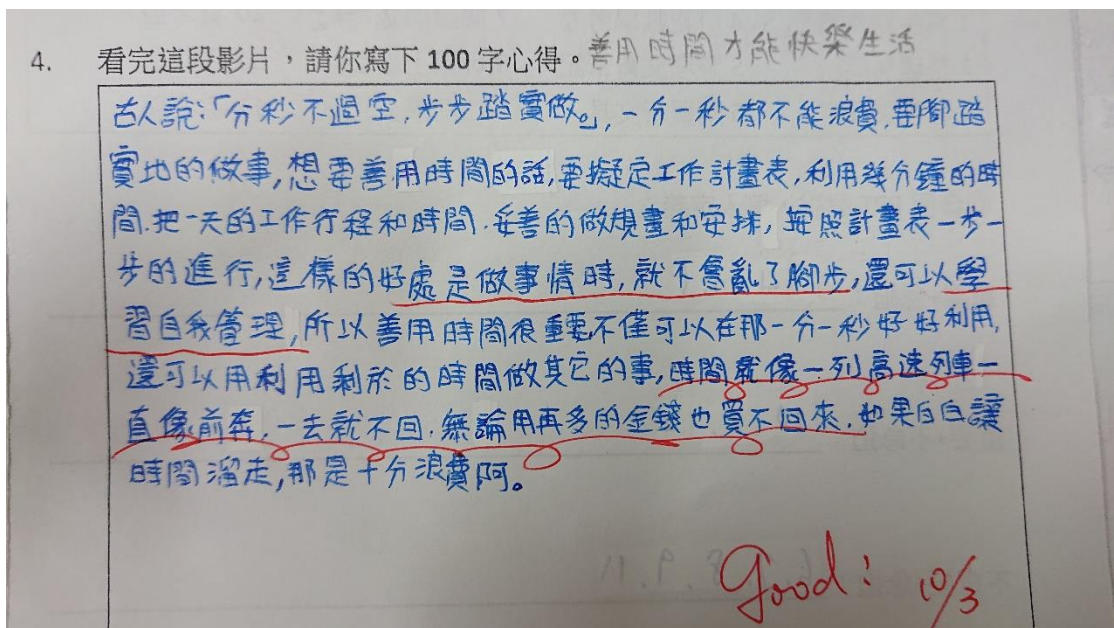 4. 看完這段影片，請你寫下 100 字心得。善用時間才能快樂生活
古人說:「分秒不過空,步步踏實做。」,一分一秒都不能浪費,要腳踏
實地的做事,想要善用時間的話,要擬定工作計畫表,利用幾分鐘的時
間.把一天的工作行程和時間.妥善的做規畫和安排,按照計畫表一步一
步的進行,這樣的好處是做事情時,就不會亂了腳步,還可以學
習自我管理,所以善用時間很重要不僅可以在那一分一秒好好利用,
還可以用利用剩於的時間做其它的事,時間就像一列高速列車一
直像前奔,一去就不回.無論用再多的金錢也買不回來.如果白白讓
時間溜走,那是十分浪費阿。
Good! 10/3